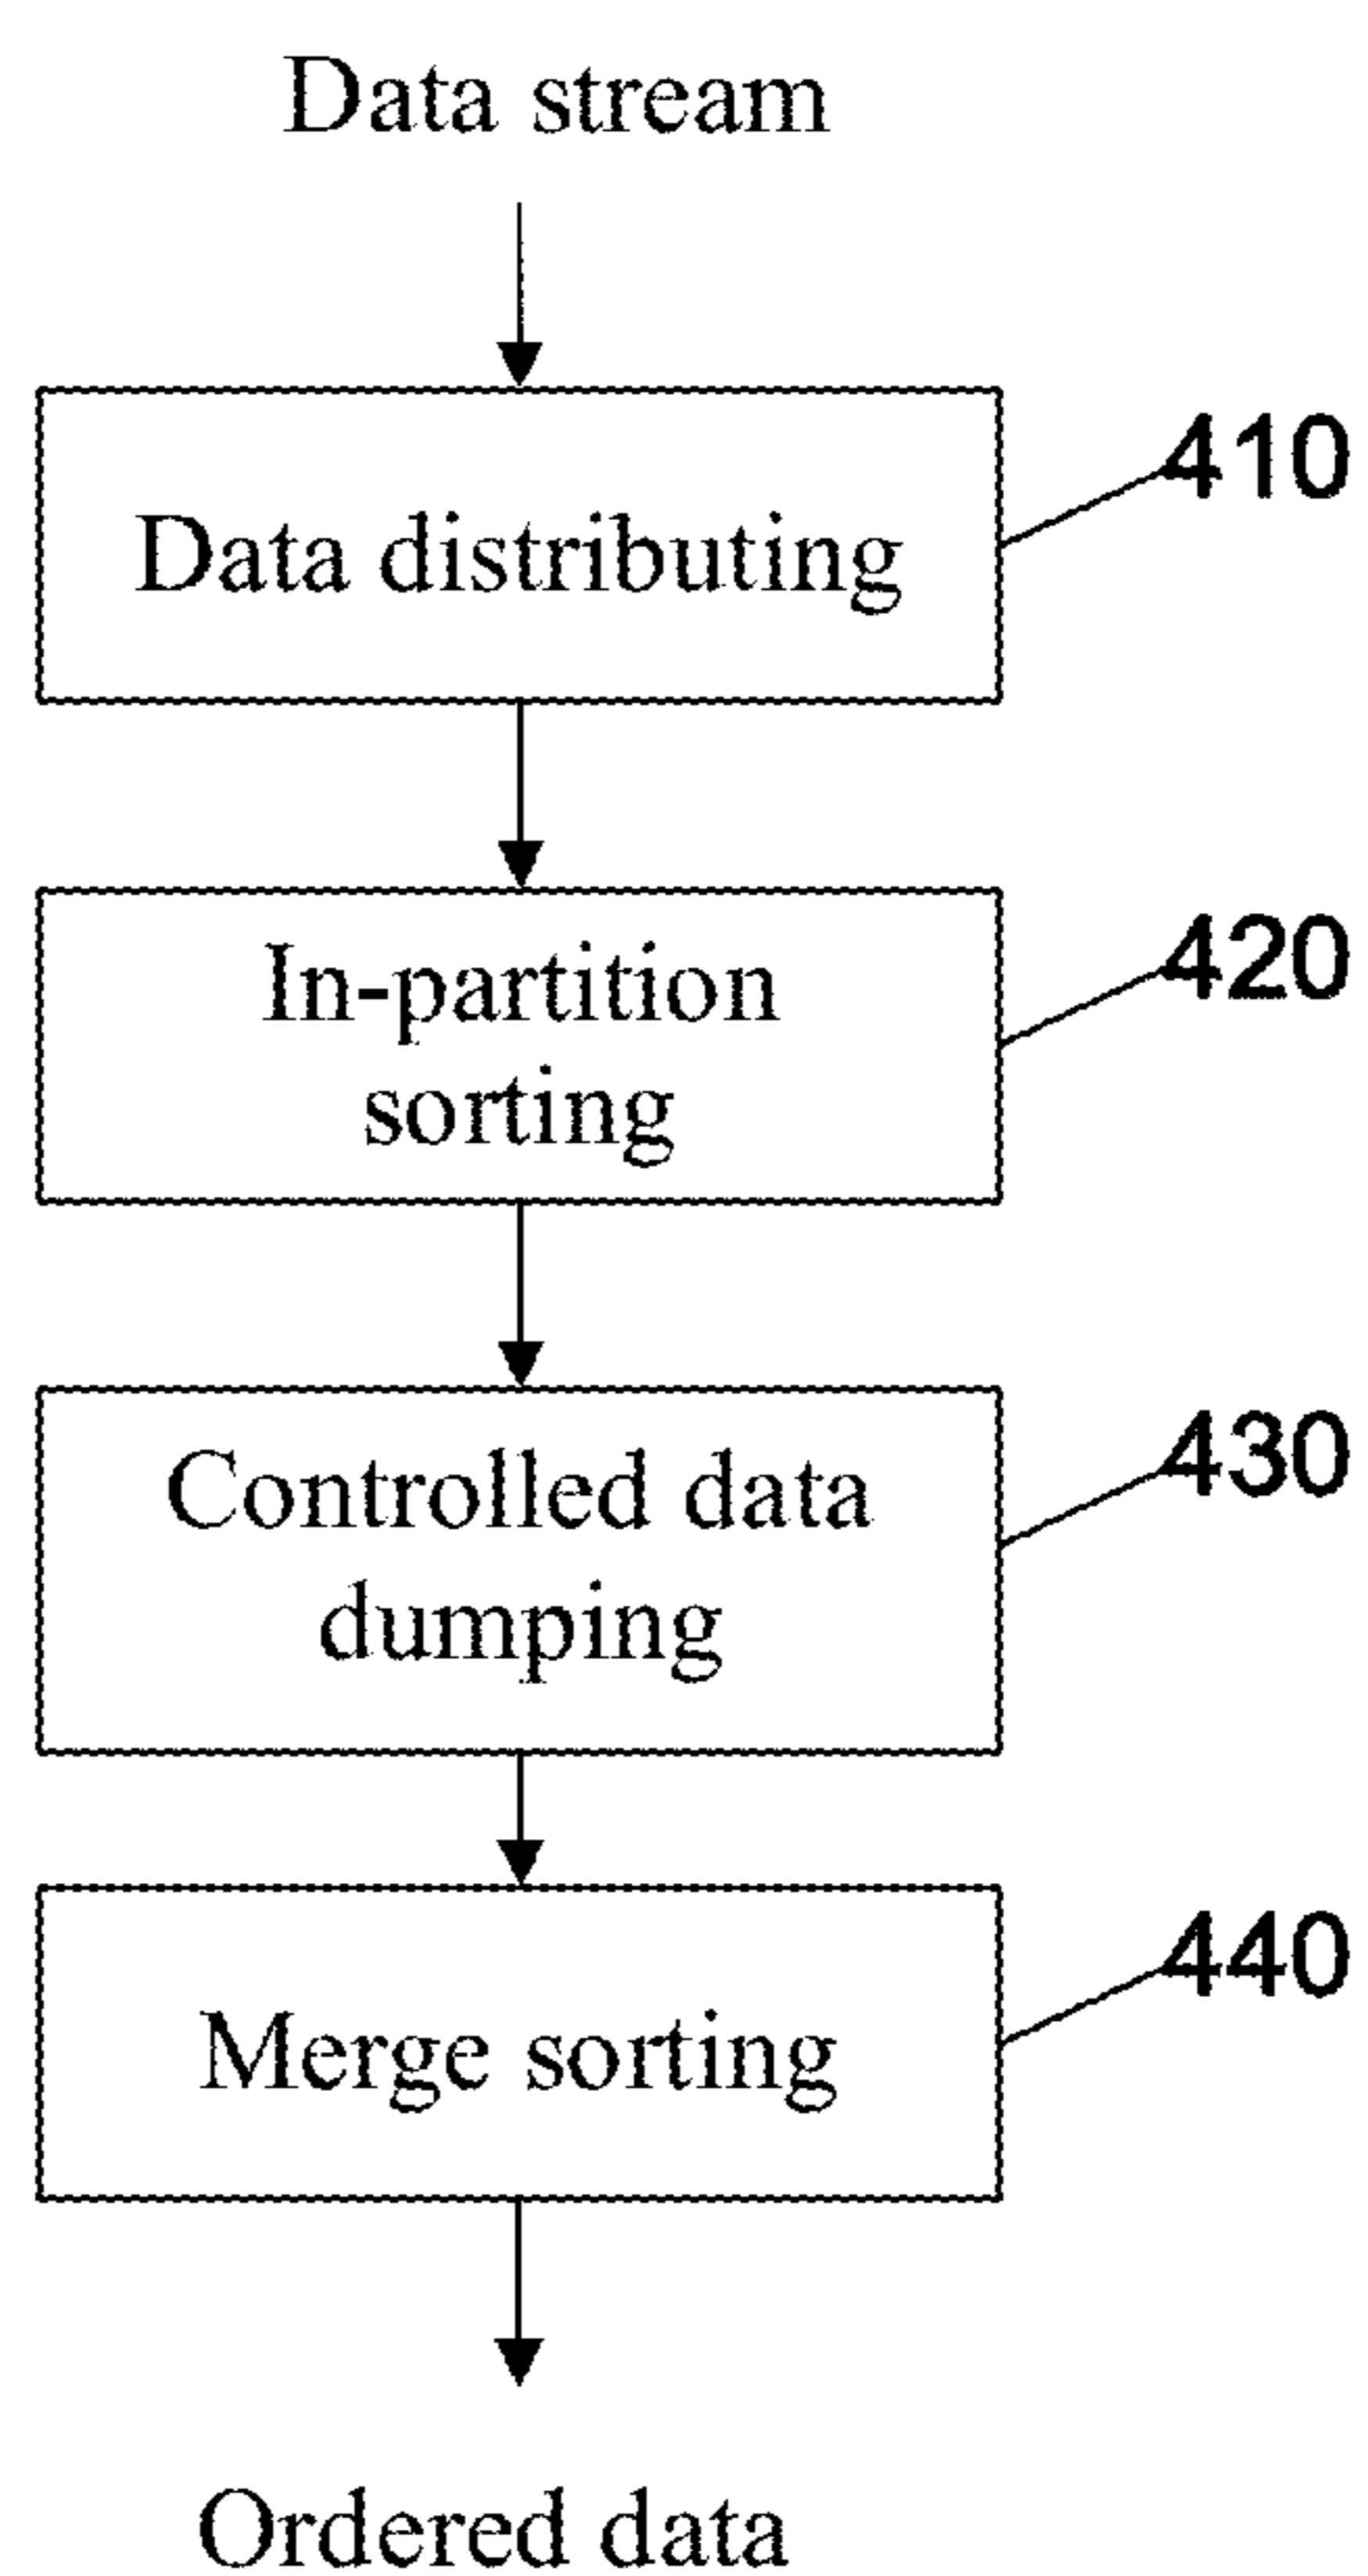 Data stream
410
Data distributing
420
In-partition
sorting
430
Controlled data
dumping
440
Merge sorting
Ordered data